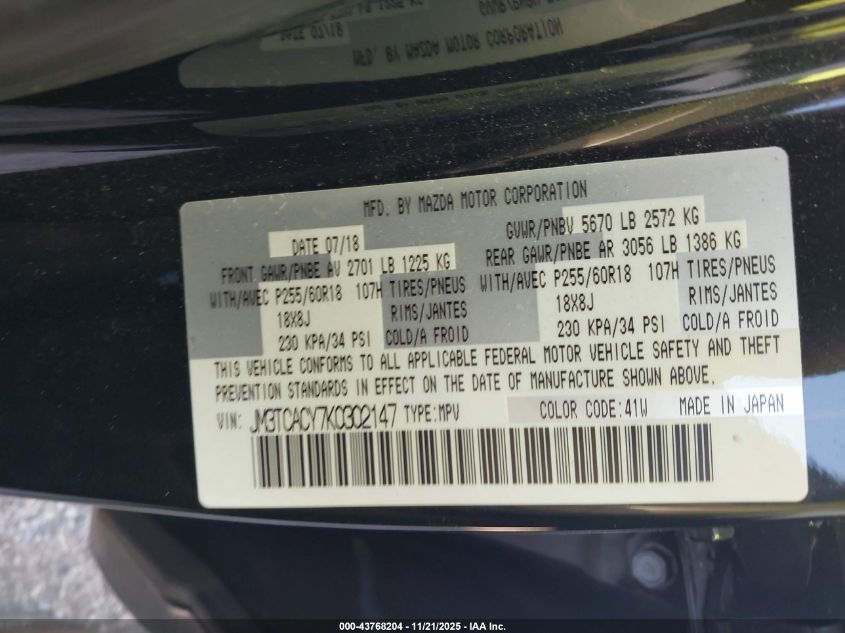 MFD. BY MAZDA MOTOR CORPORATION
DATE 07/18 GVWR/PNBV 5670 LB 2572 KG
FRONT GAWR/PNBE AV 2701 LB 1225 KG REAR GAWR/PNBE AR 3056 LB 1386 KG
WITH/AVEC P255/60R18 107H TIRES/PNEUS WITH/AVEC P255/60R18 107H TIRES/PNEUS
18X8J RIMS/JANTES 18X8J RIMS/JANTES
230 KPA/34 PSI COLD/A FROID 230 KPA/34 PSI COLD/A FROID
THIS VEHICLE CONFORMS TO ALL APPLICABLE FEDERAL MOTOR VEHICLE SAFETY AND THEFT
PREVENTION STANDARDS IN EFFECT ON THE DATE OF MANUFACTURE SHOWN ABOVE.
VIN: JM3TCACY7K0302147 TYPE:MPV COLOR CODE:41W MADE IN JAPAN
000-43768204 - 11/21/2025 - IAA Inc.